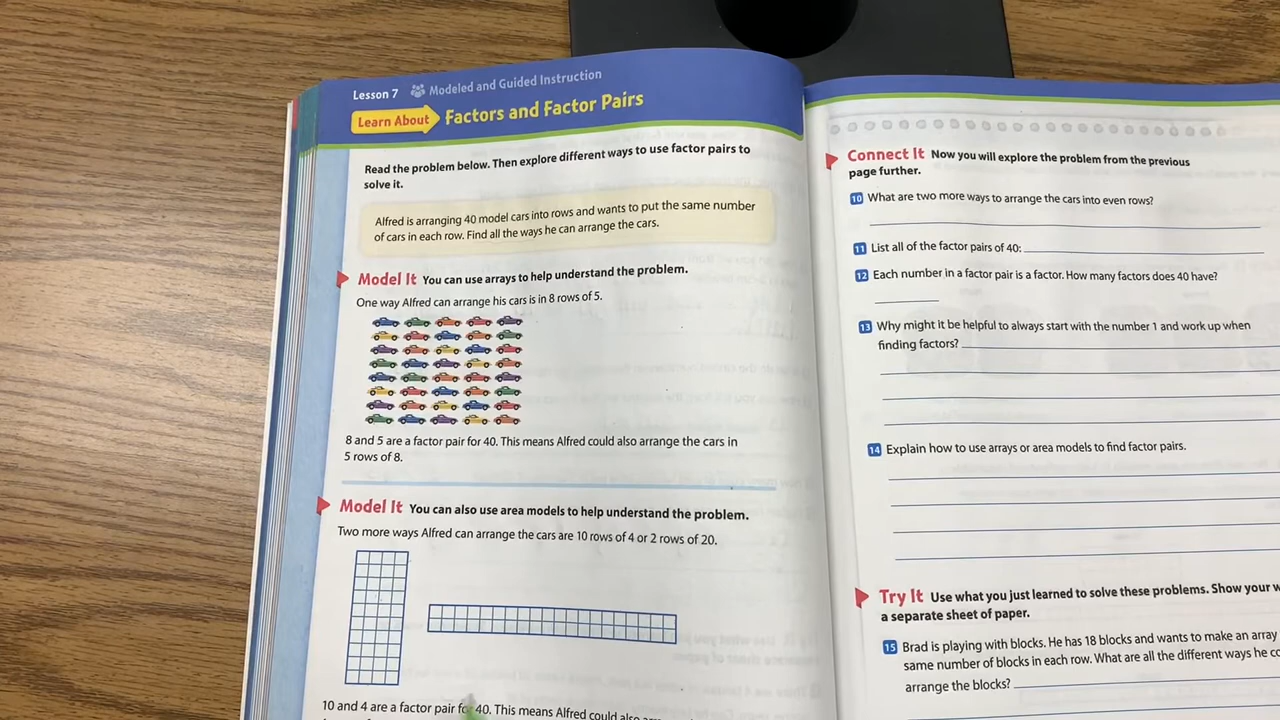 Lesson 7 Modeled and Guided Instruction
Learn About Factors and Factor Pairs
Read the problem below. Then explore different ways to use factor pairs to
solve it.
Alfred is arranging 40 model cars into rows and wants to put the same number
of cars in each row. Find all the ways he can arrange the cars.
Model It You can use arrays to help understand the problem.
One way Alfred can arrange his cars is in 8 rows of 5.
8 and 5 are a factor pair for 40. This means Alfred could also arrange the cars in
5 rows of 8.
Model It You can also use area models to help understand the problem.
Two more ways Alfred can arrange the cars are 10 rows of 4 or 2 rows of 20.
10 and 4 are a factor pair for 40. This means Alfred could also
Connect It Now you will explore the problem from the previous
page further.
10 What are two more ways to arrange the cars into even rows?
11 List all of the factor pairs of 40:
12 Each number in a factor pair is a factor. How many factors does 40 have?
13 Why might it be helpful to always start with the number 1 and work up when
finding factors?
14 Explain how to use arrays or area models to find factor pairs.
Try It Use what you just learned to solve these problems. Show your
a separate sheet of paper.
15 Brad is playing with blocks. He has 18 blocks and wants to make an array
same number of blocks in each row. What are all the different ways he
arrange the blocks?